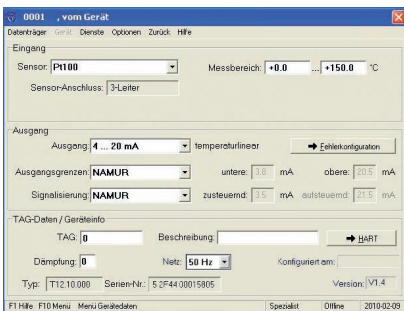 0001 , vom Gerät
Datenträger Gerät Dienste Optionen Zurück Hilfe
Eingang
Sensor: Pt100 Messbereich: +0.0 ... +150.0 °C
Sensor-Anschluss: 3-Leiter
Ausgang
Ausgang: 4 ... 20 mA temperaturlinear Fehlerkonfiguration
Ausgangsgrenzen: NAMUR untere: 3.8 mA obere: 20.5 mA
Signalisierung: NAMUR zusteuernd: 3.5 mA aufsteuernd: 21.5 mA
TAG-Daten / Geräteinfo
TAG: 0 Beschreibung: HART
Dämpfung: 0 Netz: 50 Hz Konfiguriert am:
Typ: T12.10.000 Serien-Nr.: 5.2F44.00015805 Version: V1.4
F1 Hilfe F10 Menü Menü Gerätedaten Spezialist Offline 2010-02-09